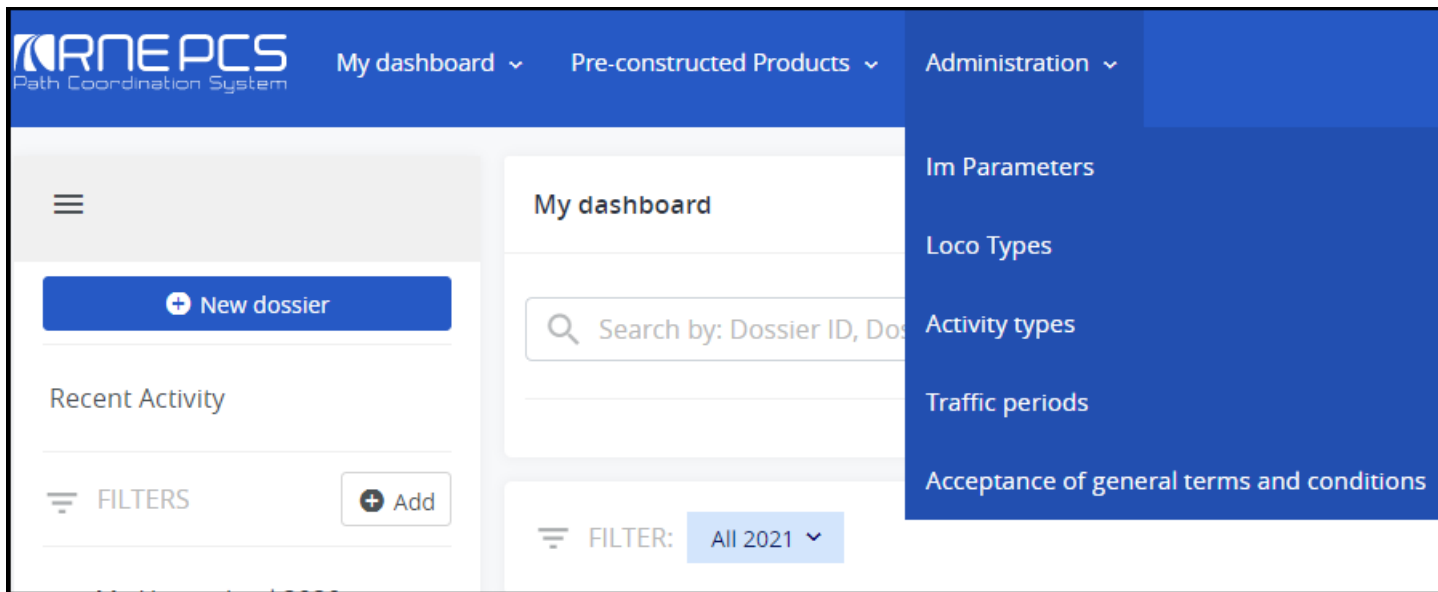 RNE PCS
Path Coordination System
My dashboard
Pre-constructed Products
Administration
Im Parameters
Loco Types
Activity types
Traffic periods
Acceptance of general terms and conditions
New dossier
Recent Activity
FILTERS
Add
My dashboard
Search by: Dossier ID, Dos
FILTER: All 2021